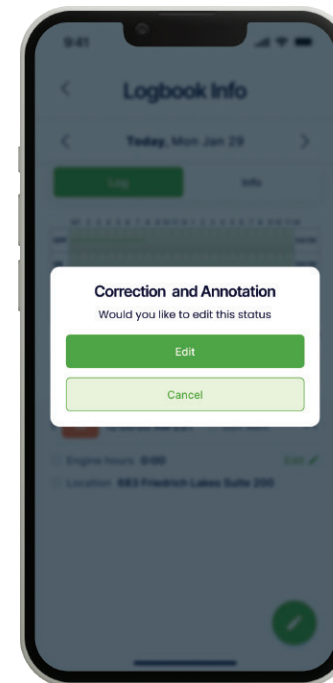 9:41
Logbook Info
Today, Mon Jan 29
Log Info
Correction and Annotation
Would you like to edit this status
Edit
Cancel
Engine hours 0:00 Edit
Location 683 Friedrich Lakes Suite 200